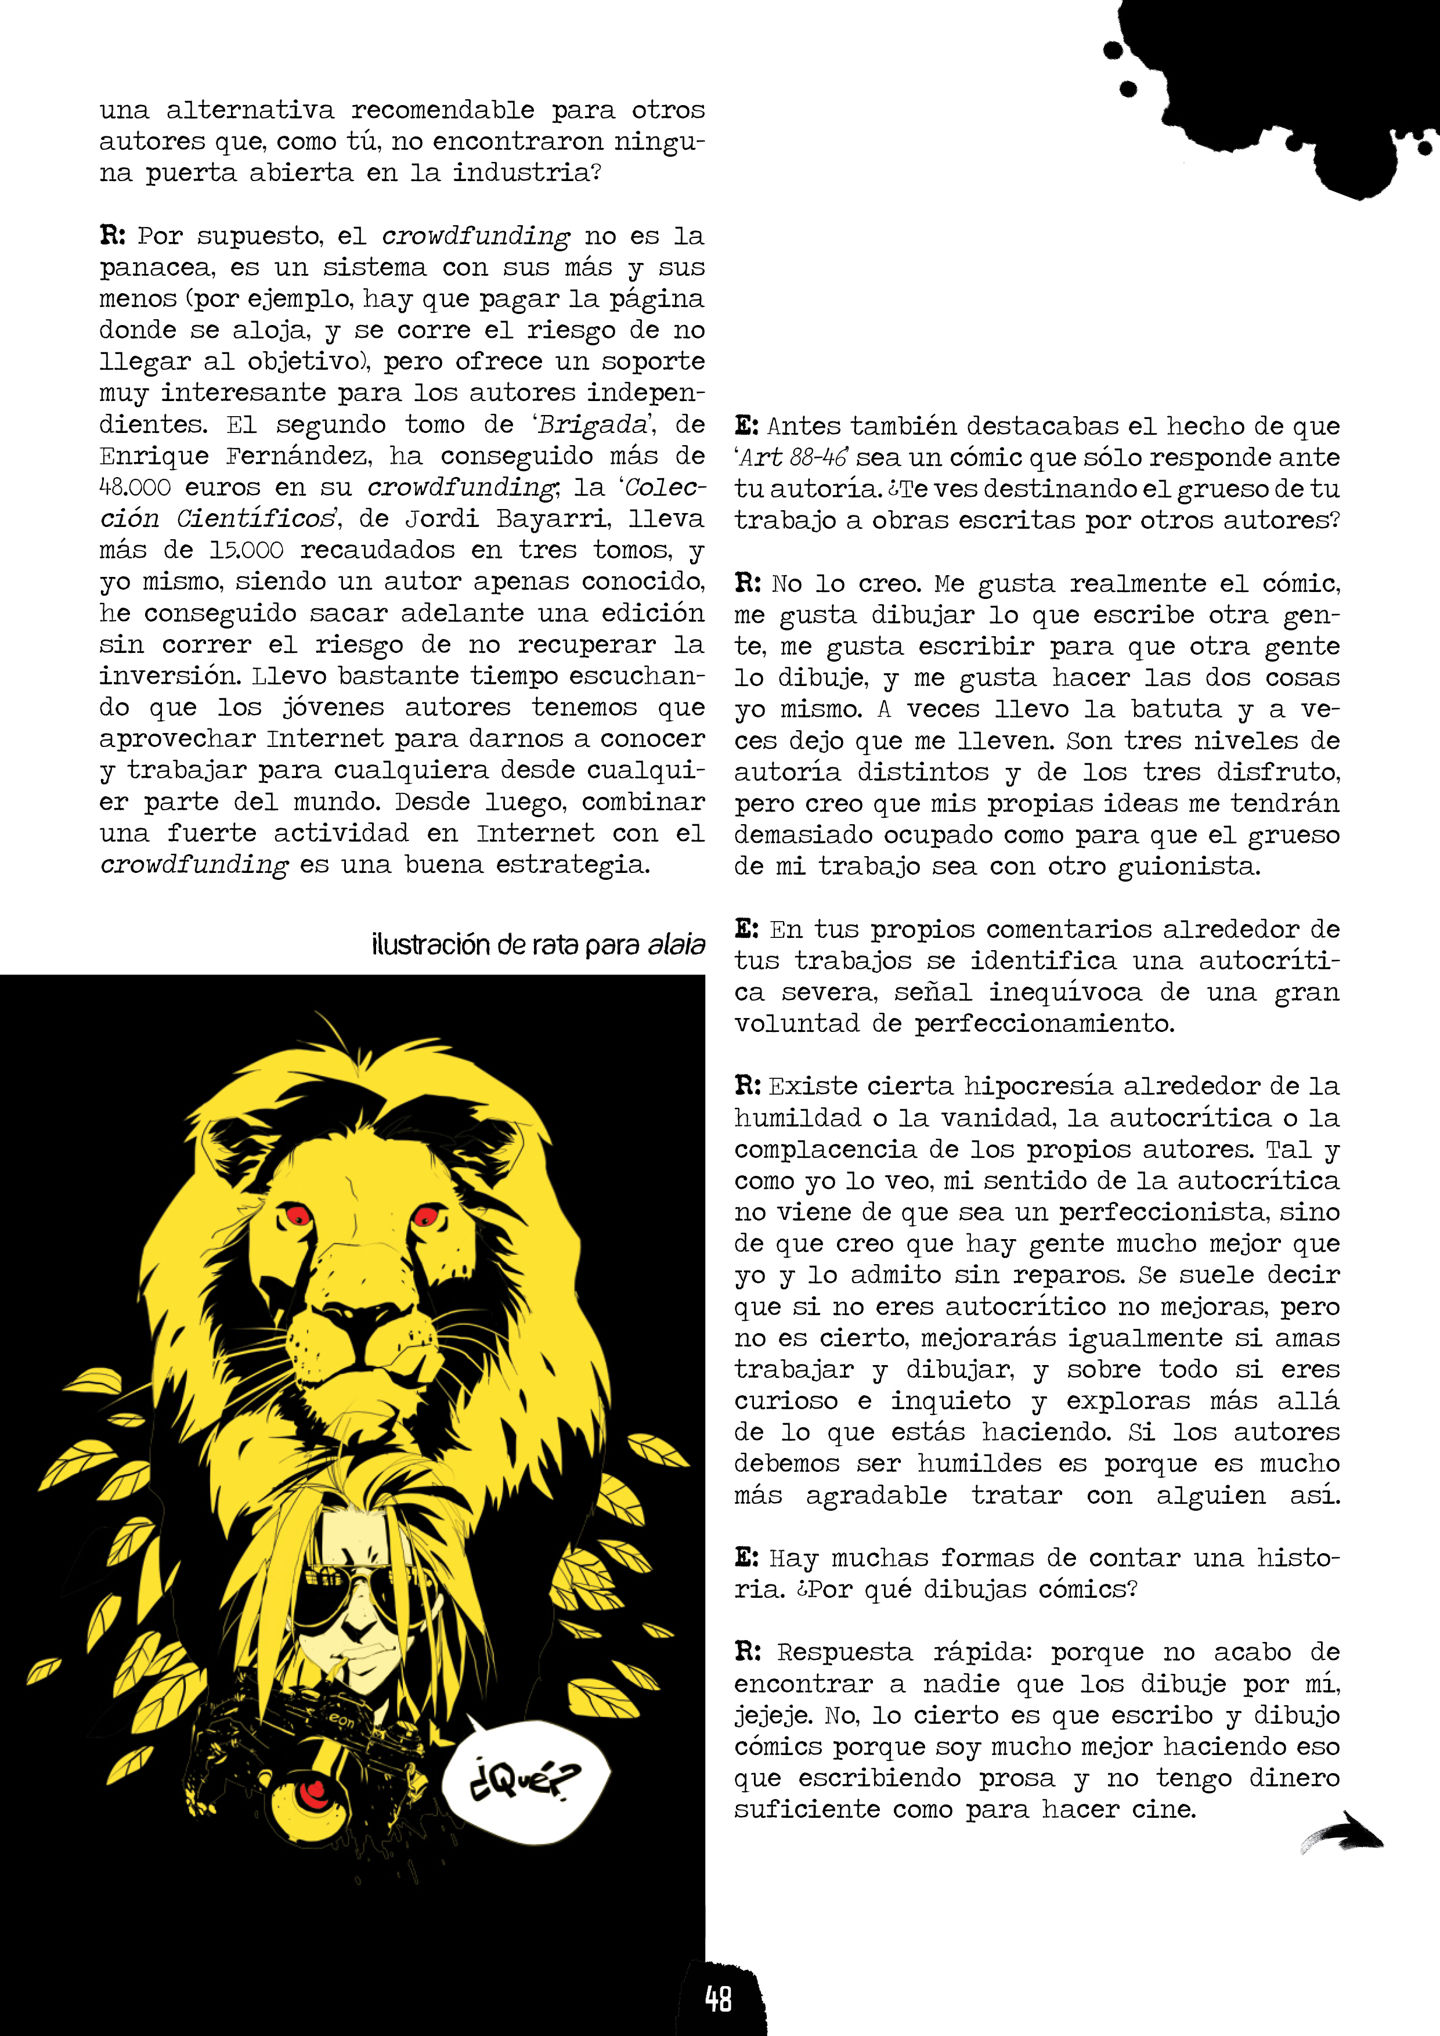 una alternativa recomendable para otros
autores que, como tú, no encontraron ningu-
na puerta abierta en la industria?
R: Por supuesto, el crowdfunding no es la
panacea, es un sistema con sus más y sus
menos (por ejemplo, hay que pagar la página
donde se aloja, y se corre el riesgo de no
llegar al objetivo), pero ofrece un soporte
muy interesante para los autores indepen-
dientes. El segundo tomo de ‘Brigada’, de
Enrique Fernández, ha conseguido más de
48.000 euros en su crowdfunding; la ‘Colec-
ción Científicos’, de Jordi Bayarri, lleva
más de 15.000 recaudados en tres tomos, y
yo mismo, siendo un autor apenas conocido,
he conseguido sacar adelante una edición
sin correr el riesgo de no recuperar la
inversión. Llevo bastante tiempo escuchan-
do que los jóvenes autores tenemos que
aprovechar Internet para darnos a conocer
y trabajar para cualquiera desde cualqui-
er parte del mundo. Desde luego, combinar
una fuerte actividad en Internet con el
crowdfunding es una buena estrategia.
ilustración de rata para alaia
eon
¿Qué?
E: Antes también destacabas el hecho de que
‘Art 88-46’ sea un cómic que sólo responde ante
tu autoría. ¿Te ves destinando el grueso de tu
trabajo a obras escritas por otros autores?
R: No lo creo. Me gusta realmente el cómic,
me gusta dibujar lo que escribe otra gen-
te, me gusta escribir para que otra gente
lo dibuje, y me gusta hacer las dos cosas
yo mismo. A veces llevo la batuta y a ve-
ces dejo que me lleven. Son tres niveles de
autoría distintos y de los tres disfruto,
pero creo que mis propias ideas me tendrán
demasiado ocupado como para que el grueso
de mi trabajo sea con otro guionista.
E: En tus propios comentarios alrededor de
tus trabajos se identifica una autocríti-
ca severa, señal inequívoca de una gran
voluntad de perfeccionamiento.
R: Existe cierta hipocresía alrededor de la
humildad o la vanidad, la autocrítica o la
complacencia de los propios autores. Tal y
como yo lo veo, mi sentido de la autocrítica
no viene de que sea un perfeccionista, sino
de que creo que hay gente mucho mejor que
yo y lo admito sin reparos. Se suele decir
que si no eres autocrítico no mejoras, pero
no es cierto, mejorarás igualmente si amas
trabajar y dibujar, y sobre todo si eres
curioso e inquieto y exploras más allá
de lo que estás haciendo. Si los autores
debemos ser humildes es porque es mucho
más agradable tratar con alguien así.
E: Hay muchas formas de contar una histo-
ria. ¿Por qué dibujas cómics?
R: Respuesta rápida: porque no acabo de
encontrar a nadie que los dibuje por mí,
jejeje. No, lo cierto es que escribo y dibujo
cómics porque soy mucho mejor haciendo eso
que escribiendo prosa y no tengo dinero
suficiente como para hacer cine.
48